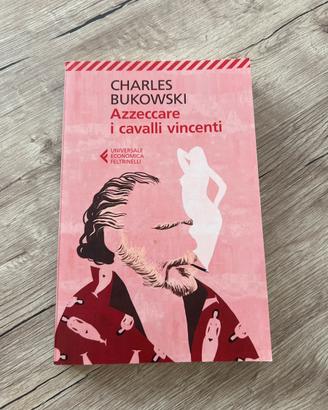 CHARLES
BUKOWSKI
Azzeccare
i cavalli vincenti
UNIVERSALE
ECONOMICA
FELTRINELLI